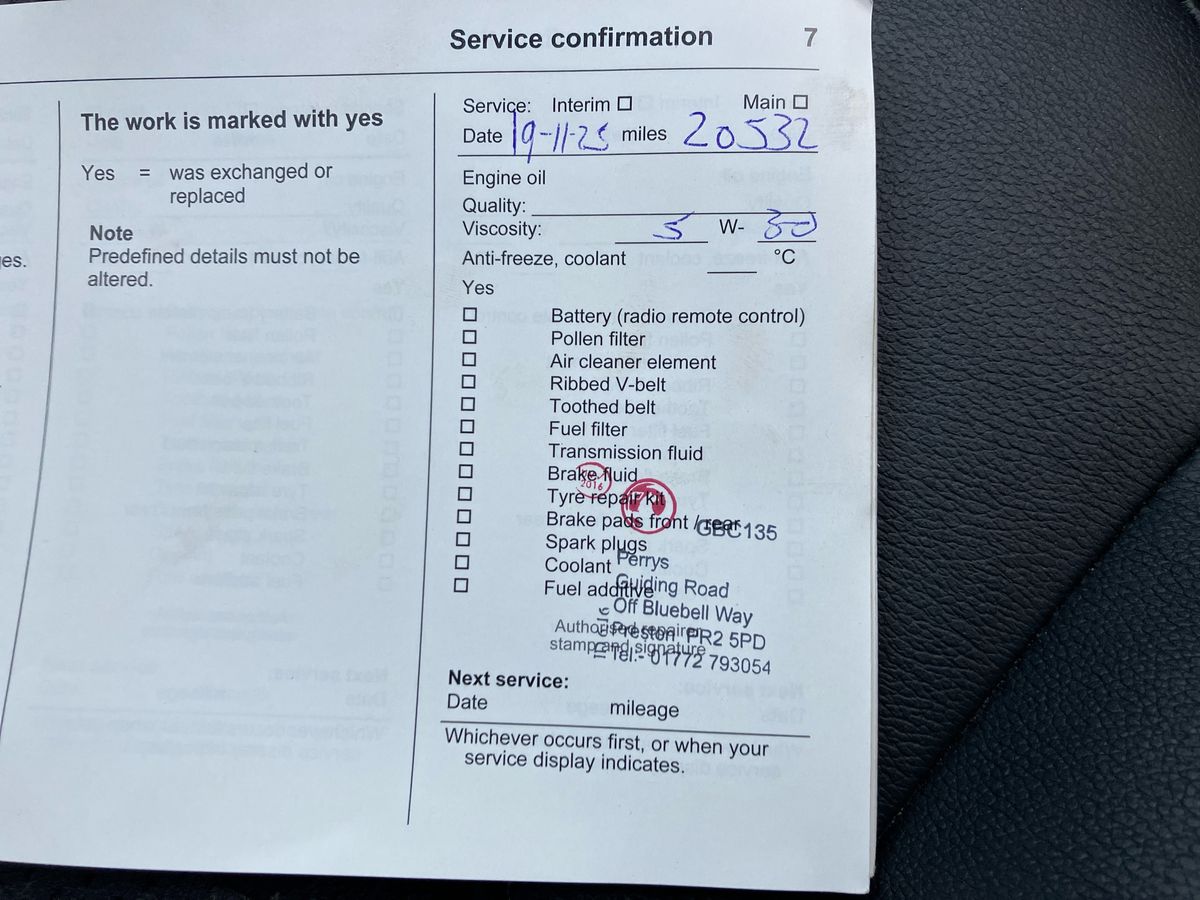 Service confirmation 7
es.
The work is marked with yes
Yes = was exchanged or
replaced
Note
Predefined details must not be
altered.
Service: Interim ☐ Main ☐
Date 19-11-25 miles 20532
Engine oil
Quality:
Viscosity: 5 W- 30
Anti-freeze, coolant °C
Yes
☐ Battery (radio remote control)
☐ Pollen filter
☐ Air cleaner element
☐ Ribbed V-belt
☐ Toothed belt
☐ Fuel filter
☐ Transmission fluid
☐ Brake fluid
2016
☐ Tyre repair kit
☐ Brake pads front / rear
GBC135
☐ Spark plugs
Perrys
☐ Coolant
Guiding Road
☐ Fuel additive
Off Bluebell Way
Authorised repairer
Preston PR2 5PD
stamp and signature
Tel:- 01772 793054
Next service:
Date mileage
Whichever occurs first, or when your
service display indicates.